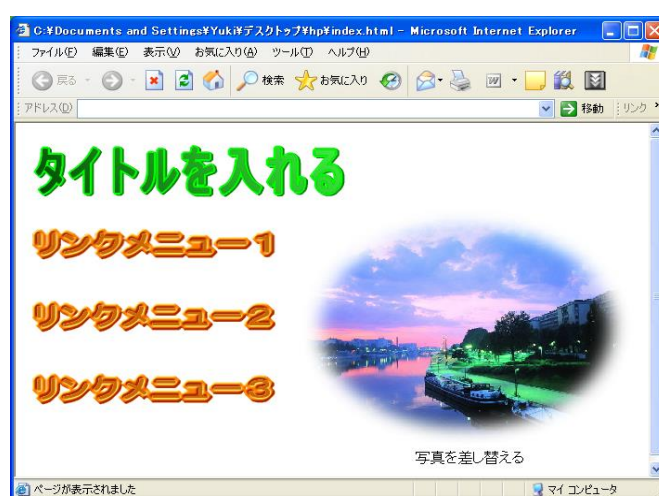 C:¥Documents and Settings¥Yuki¥デスクトップ¥hp¥index.html - Microsoft Internet Explorer
ファイル(F) 編集(E) 表示(V) お気に入り(A) ツール(T) ヘルプ(H)
戻る 検索 お気に入り
アドレス(D) 移動 リンク
タイトルを入れる
リンクメニュー1
リンクメニュー2
リンクメニュー3
写真を差し替える
ページが表示されました マイ コンピュータ